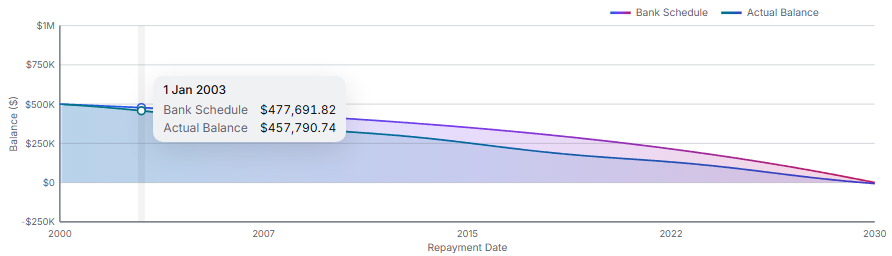 Bank Schedule Actual Balance
$1M
$750K
$500K
$250K
$0
-$250K
Balance ($)
1 Jan 2003
Bank Schedule $477,691.82
Actual Balance $457,790.74
2000 2007 2015 2022 2030
Repayment Date